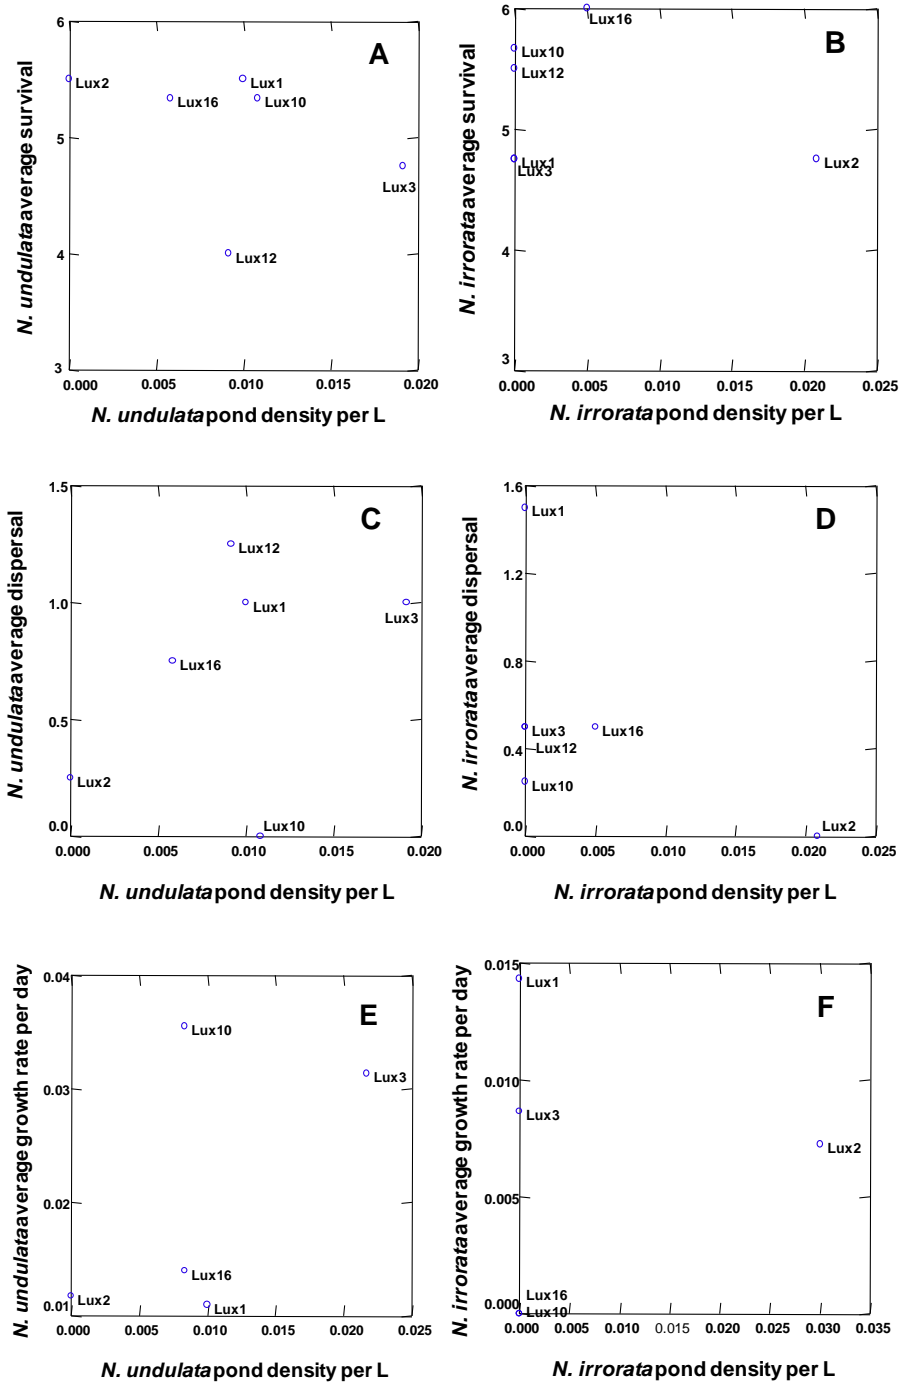 A
N. undulata average survival
6
5
4
3
Lux2
Lux1
Lux16
Lux10
Lux3
Lux12
0.000 0.005 0.010 0.015 0.020
N. undulata pond density per L
B
N. irrorata average survival
6
5
4
3
Lux16
Lux10
Lux12
Lux1
Lux3
Lux2
0.000 0.005 0.010 0.015 0.020 0.025
N. irrorata pond density per L
C
N. undulata average dispersal
1.5
1.0
0.5
0.0
Lux12
Lux1
Lux3
Lux16
Lux2
Lux10
0.000 0.005 0.010 0.015 0.020
N. undulata pond density per L
D
N. irrorata average dispersal
1.6
1.2
0.8
0.4
0.0
Lux1
Lux3
Lux16
Lux12
Lux10
Lux2
0.000 0.005 0.010 0.015 0.020 0.025
N. irrorata pond density per L
E
N. undulata average growth rate per day
0.04
0.03
0.02
0.01
Lux10
Lux3
Lux16
Lux2
Lux1
0.000 0.005 0.010 0.015 0.020 0.025
N. undulata pond density per L
F
N. irrorata average growth rate per day
0.015
0.010
0.005
0.000
Lux1
Lux3
Lux2
Lux16
Lux10
0.000 0.005 0.010 0.015 0.020 0.025 0.030 0.035
N. irrorata pond density per L